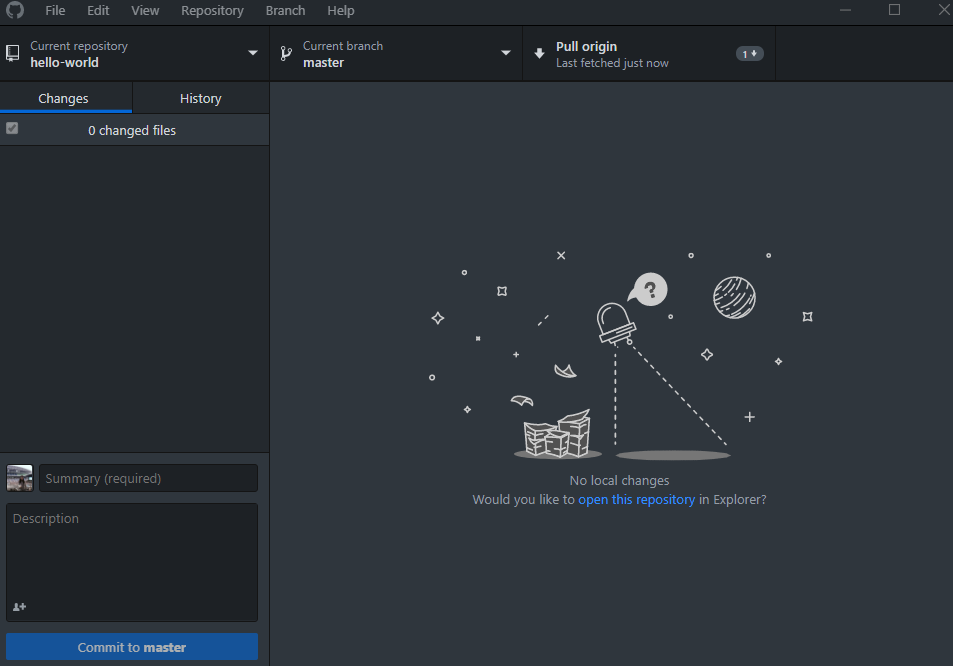 File Edit View Repository Branch Help
Current repository
hello-world
Current branch
master
Pull origin
Last fetched just now
1
Changes
History
0 changed files
?
No local changes
Would you like to open this repository in Explorer?
Summary (required)
Description
Commit to master